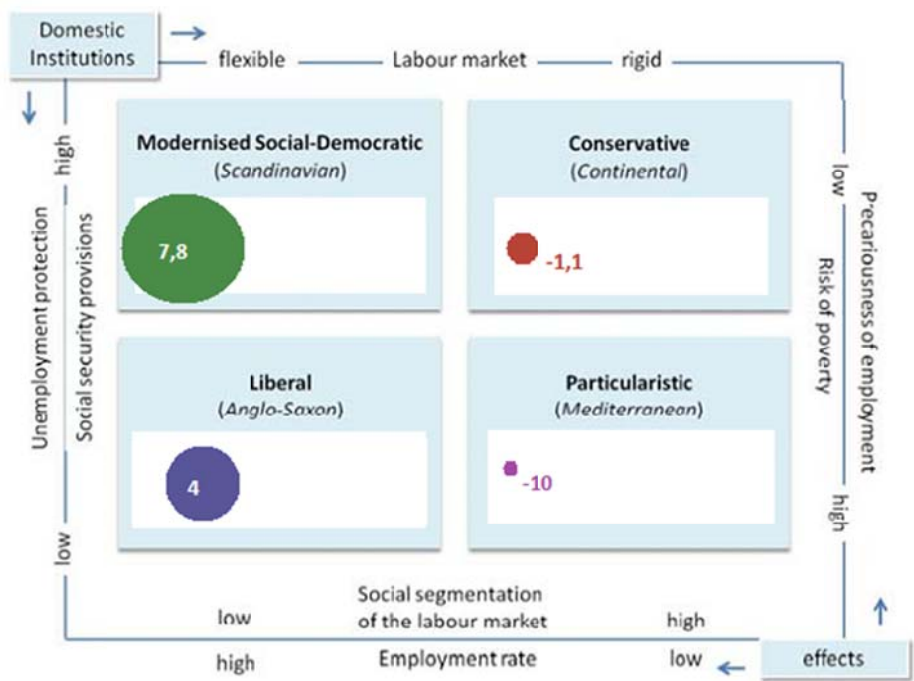 Domestic
Institutions
flexible
Labour market
rigid
high
low
Unemployment protection
Social security provisions
Modernised Social-Democratic
(Scandinavian)
7,8
Conservative
(Continental)
-1,1
Liberal
(Anglo-Saxon)
4
Particularistic
(Mediterranean)
-10
low
high
Risk of poverty
Precariousness of employment
low
Social segmentation
of the labour market
high
high
Employment rate
low
effects